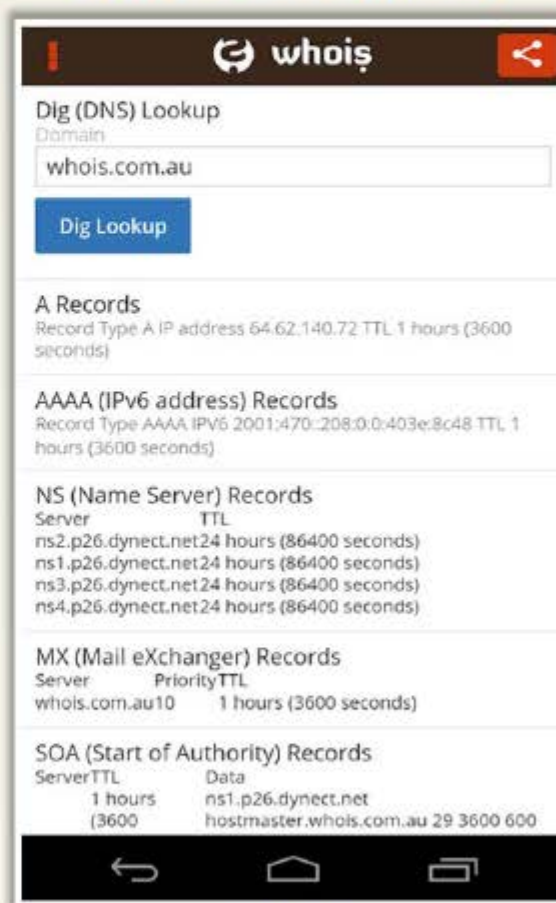 whois
Dig (DNS) Lookup
Domain
whois.com.au
Dig Lookup
A Records
Record Type A IP address 64.62.140.72 TTL 1 hours (3600
seconds)
AAAA (IPv6 address) Records
Record Type AAAA IPV6 2001:470::208:0:0:403e:8c48 TTL 1
hours (3600 seconds)
NS (Name Server) Records
Server TTL
ns2.p26.dynect.net24 hours (86400 seconds)
ns1.p26.dynect.net24 hours (86400 seconds)
ns3.p26.dynect.net24 hours (86400 seconds)
ns4.p26.dynect.net24 hours (86400 seconds)
MX (Mail eXchanger) Records
Server PriorityTTL
whois.com.au10 1 hours (3600 seconds)
SOA (Start of Authority) Records
ServerTTL Data
1 hours ns1.p26.dynect.net
(3600 hostmaster.whois.com.au 29 3600 600